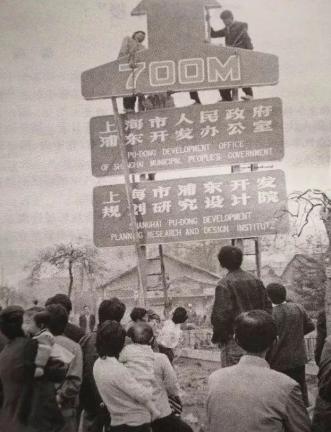 700M
上海市人民政府
浦东开发办公室
PU-DONG DEVELOPMENT OFFICE
OF SHANGHAI MUNICIPAL PEOPLE'S GOVERNMENT
上海市浦东开发
规划研究设计院
SHANGHAI PU-DONG DEVELOPMENT
PLANNING RESEARCH AND DESIGN INSTITUTE